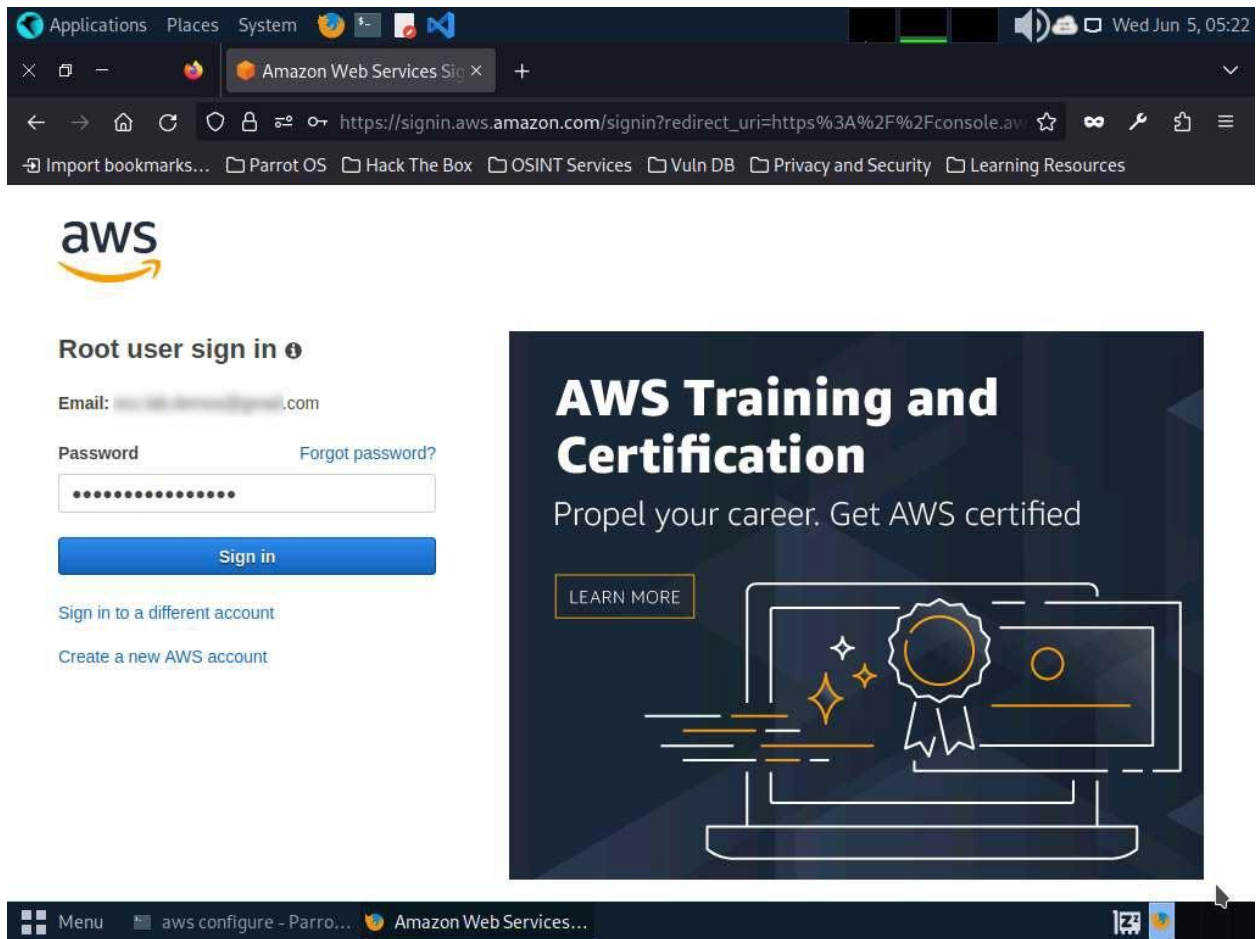 Applications Places System Wed Jun 5, 05:22
Amazon Web Services Sig
https://signin.aws.amazon.com/signin?redirect_uri=https%3A%2F%2Fconsole.aw
Import bookmarks... Parrot OS Hack The Box OSINT Services Vuln DB Privacy and Security Learning Resources
aws
Root user sign in
Email: .com
Password Forgot password?
Sign in
Sign in to a different account
Create a new AWS account
AWS Training and
Certification
Propel your career. Get AWS certified
LEARN MORE
Menu aws configure - Parro... Amazon Web Services...